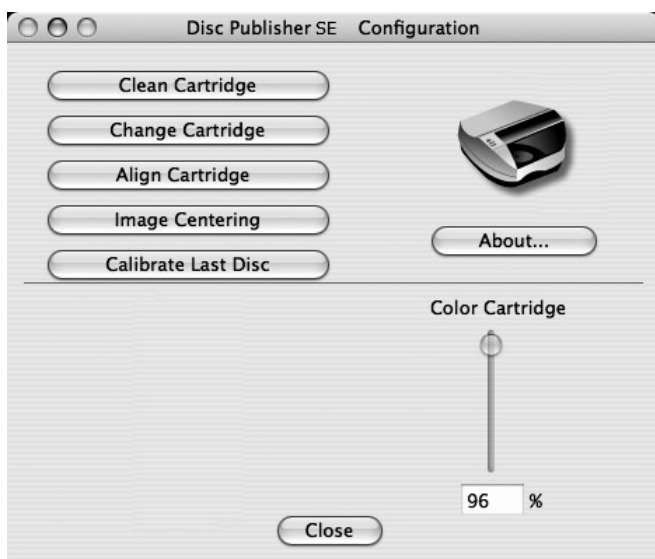 Disc Publisher SE Configuration
Clean Cartridge
Change Cartridge
Align Cartridge
Image Centering
Calibrate Last Disc
About...
Color Cartridge
96 %
Close